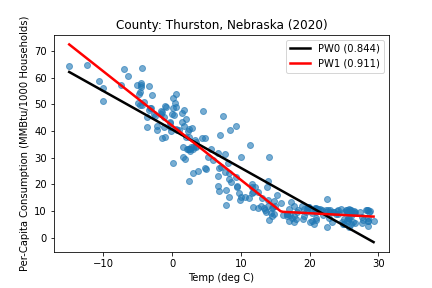 County: Thurston, Nebraska (2020)
Per-Capita Consumption (MMBtu/1000 Households)
70
60
50
40
30
20
10
0
PW0 (0.844)
PW1 (0.911)
−10
0
10
20
30
Temp (deg C)